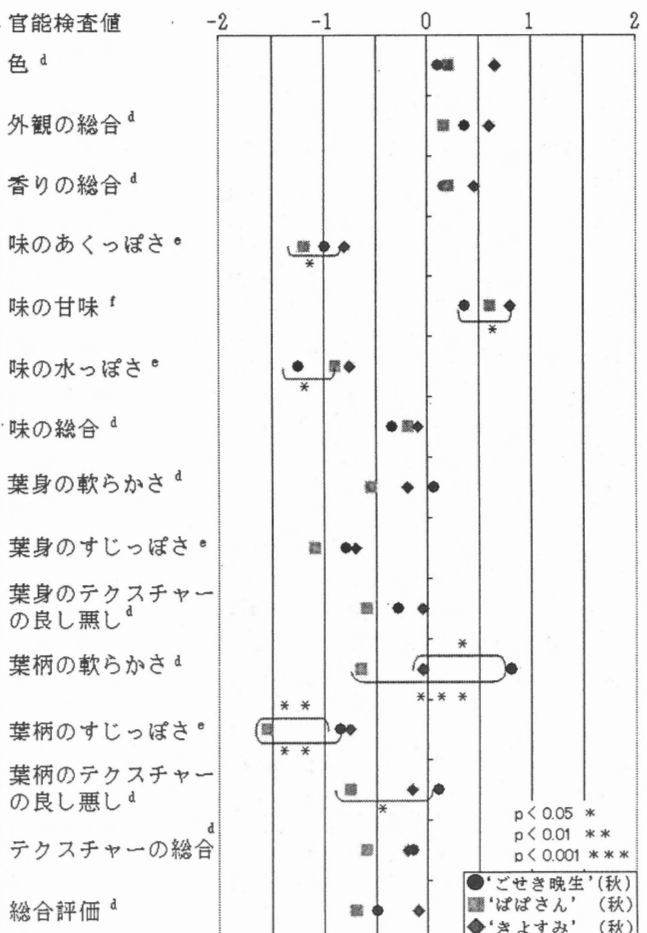 官能検査値 -2 -1 0 1 2
色 d
外観の総合 d
香りの総合 d
味のあくっぽさ e
*
味の甘味 f
*
味の水っぽさ e
*
味の総合 d
葉身の軟らかさ d
葉身のすじっぽさ e
葉身のテクスチャー
の良し悪し d
*
葉柄の軟らかさ d
* * *
* *
葉柄のすじっぽさ e
* *
葉柄のテクスチャー
の良し悪し d
*
p<0.05 *
p<0.01 **
p<0.001 ***
テクスチャーの総合 d
総合評価 d
●'ごせき晩生'(秋)
■'ぱぱさん' (秋)
◆'きよすみ' (秋)